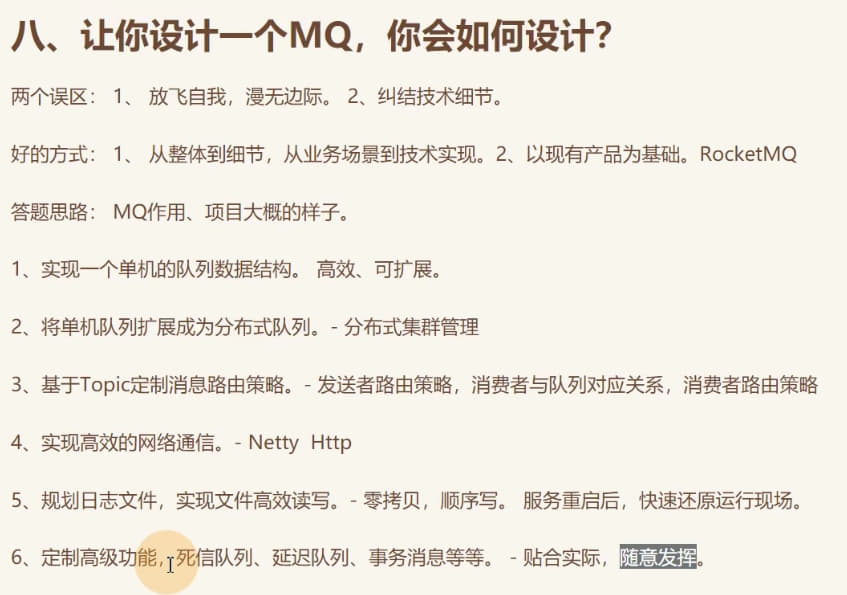 八、让你设计一个MQ，你会如何设计？
两个误区： 1、 放飞自我，漫无边际。 2、纠结技术细节。
好的方式： 1、 从整体到细节，从业务场景到技术实现。2、以现有产品为基础。RocketMQ
答题思路： MQ作用、项目大概的样子。
1、实现一个单机的队列数据结构。 高效、可扩展。
2、将单机队列扩展成为分布式队列。- 分布式集群管理
3、基于Topic定制消息路由策略。- 发送者路由策略，消费者与队列对应关系，消费者路由策略
4、实现高效的网络通信。- Netty Http
5、规划日志文件，实现文件高效读写。- 零拷贝，顺序写。 服务重启后，快速还原运行现场。
6、定制高级功能，死信队列、延迟队列、事务消息等等。 - 贴合实际，随意发挥。